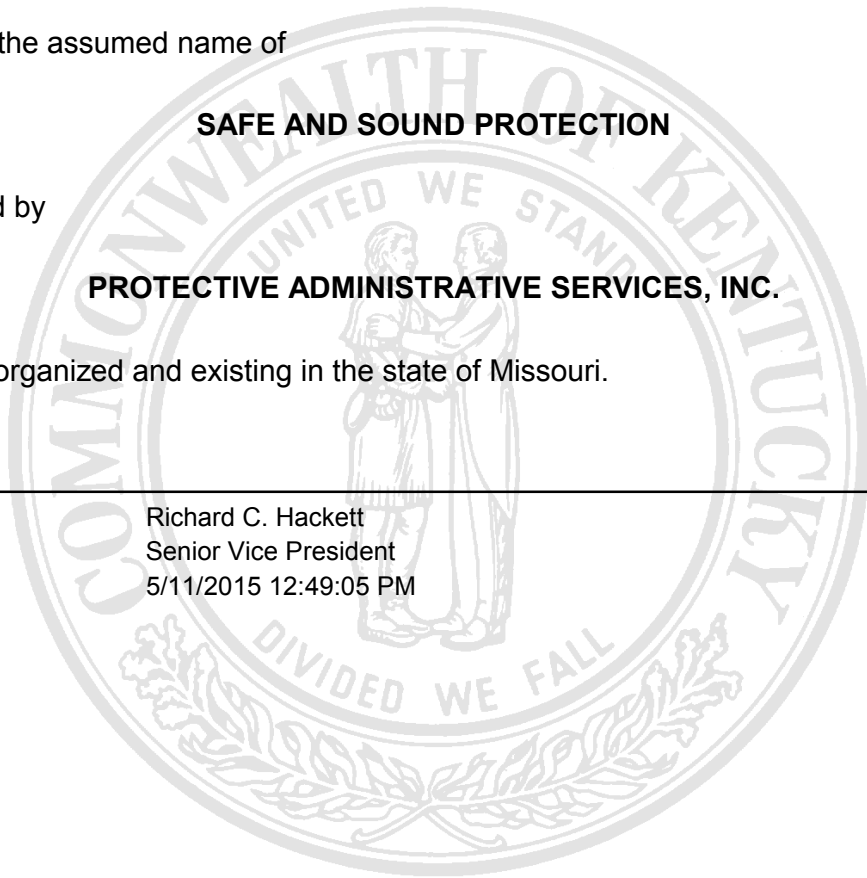 the assumed name of
SAFE AND SOUND PROTECTION
d by
PROTECTIVE ADMINISTRATIVE SERVICES, INC.
organized and existing in the state of Missouri.
Richard C. Hackett
Senior Vice President
5/11/2015 12:49:05 PM
COMMONWEALTH OF KENTUCKY
UNITED WE STAND
DIVIDED WE FALL